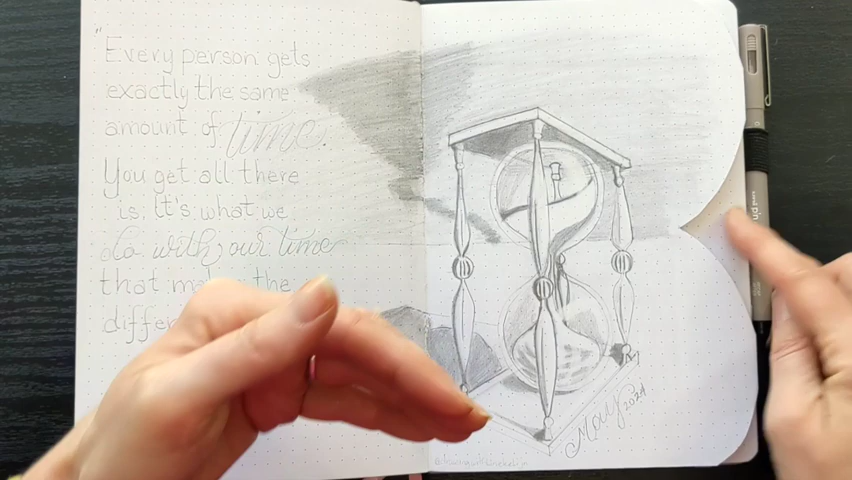 "Every person gets
exactly the same
amount of time.
You get all there
is; It's what we
do with our time
that the
May 2024
pin